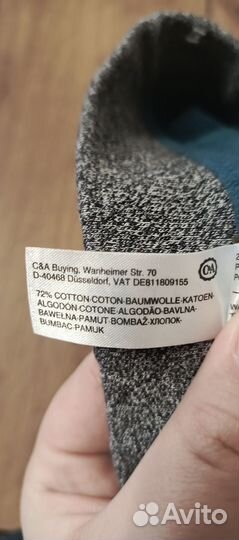 C&A Buying, Wanheimer Str. 70
D-40468 Düsseldorf, VAT DE811809155
C&A
72% COTTON-COTON-BAUMWOLLE-KATOEN-
ALGODON-COTONE-ALGODÃO-BAVLNA-
BAWEŁNA-PAMUT-BOMBAŽ-ХЛОПОК-
BUMBAC-PAMUK
Avito